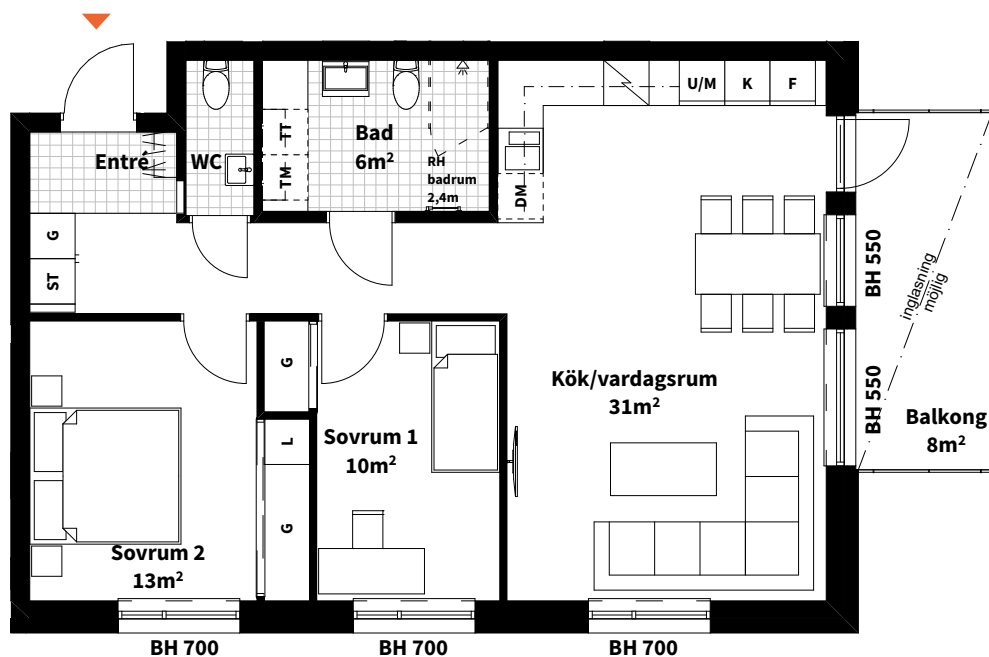 U/M
K
F
Entré
WC
TT
TM
Bad
6m²
RH
badrum
2,4m
DM
G
ST
BH 550
inglasning
möjlig
G
Kök/vardagsrum
31m²
BH 550
Balkong
8m²
L
Sovrum 1
10m²
G
Sovrum 2
13m²
BH 700
BH 700
BH 700